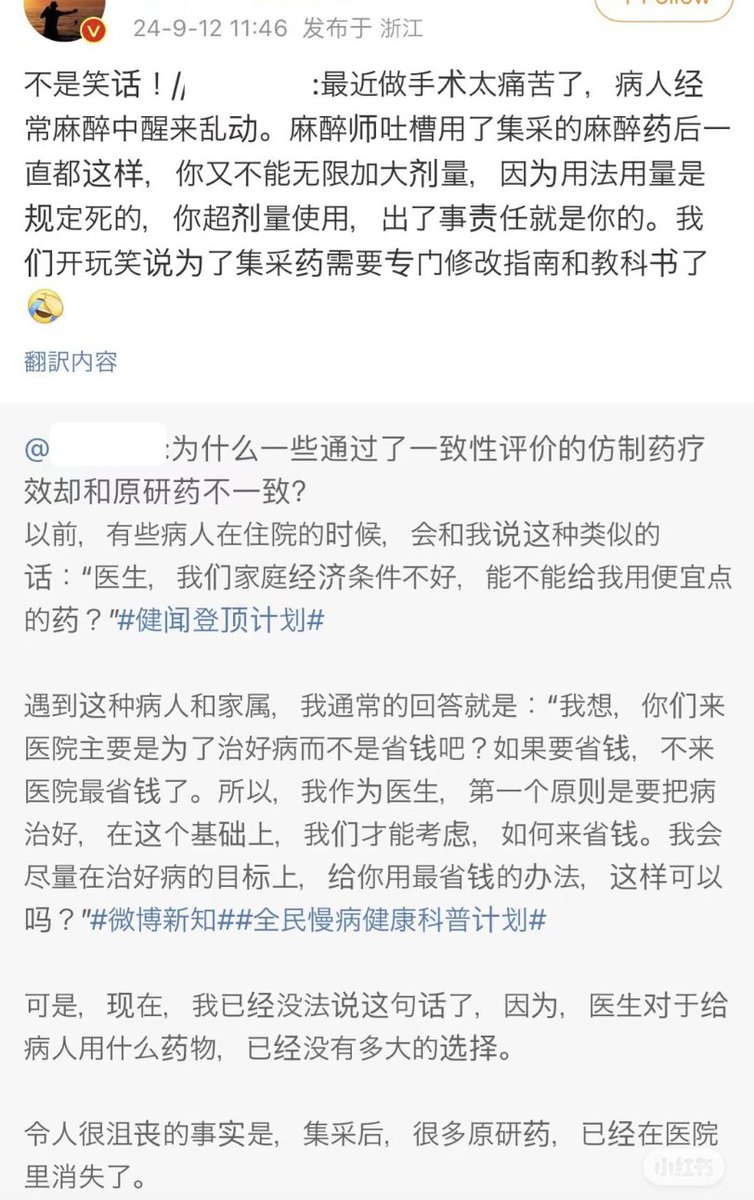 24-9-12 11:46 发布于 浙江
不是笑话！//:最近做手术太痛苦了，病人经
常麻醉中醒来乱动。麻醉师吐槽用了集采的麻醉药后一
直都这样，你又不能无限加大剂量，因为用法用量是
规定死的，你超剂量使用，出了事责任就是你的。我
们开玩笑说为了集采药需要专门修改指南和教科书了
翻訳内容
@:为什么一些通过了一致性评价的仿制药疗
效却和原研药不一致？
以前，有些病人在住院的时候，会和我说这种类似的
话：“医生，我们家庭经济条件不好，能不能给我用便宜点
的药？”#健闻登顶计划#
遇到这种病人和家属，我通常的回答就是：“我想，你们来
医院主要是为了治好病而不是省钱吧？如果要省钱，不来
医院最省钱了。所以，我作为医生，第一个原则是要把病
治好，在这个基础上，我们才能考虑，如何来省钱。我会
尽量在治好病的目标上，给你用最省钱的办法，这样可以
吗？”#微博新知##全民慢病健康科普计划#
可是，现在，我已经没法说这句话了，因为，医生对于给
病人用什么药物，已经没有多大的选择。
令人很沮丧的事实是，集采后，很多原研药，已经在医院
里消失了。
小红书